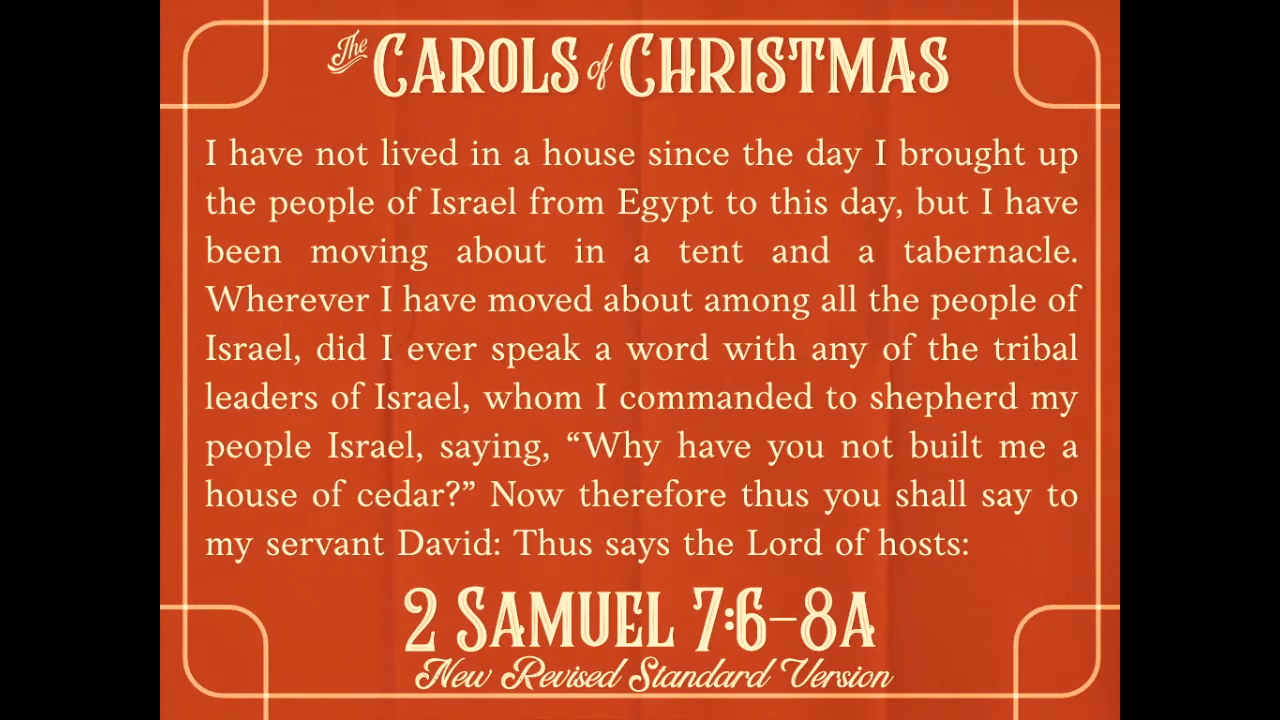 The CAROLS of CHRISTMAS
I have not lived in a house since the day I brought up
the people of Israel from Egypt to this day, but I have
been moving about in a tent and a tabernacle.
Wherever I have moved about among all the people of
Israel, did I ever speak a word with any of the tribal
leaders of Israel, whom I commanded to shepherd my
people Israel, saying, “Why have you not built me a
house of cedar?” Now therefore thus you shall say to
my servant David: Thus says the Lord of hosts:
2 SAMUEL 7:6–8A
New Revised Standard Version